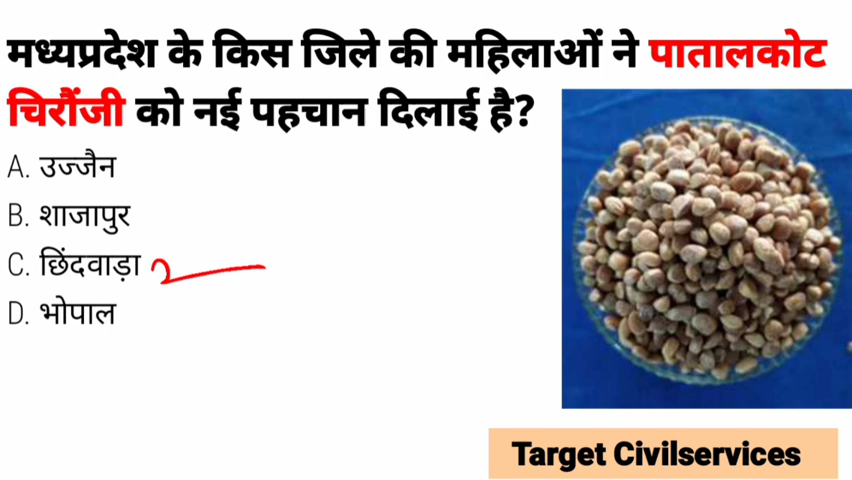 मध्यप्रदेश के किस जिले की महिलाओं ने पातालकोट
चिरौंजी को नई पहचान दिलाई है?
A. उज्जैन
B. शाजापुर
C. छिंदवाड़ा
D. भोपाल
Target Civilservices